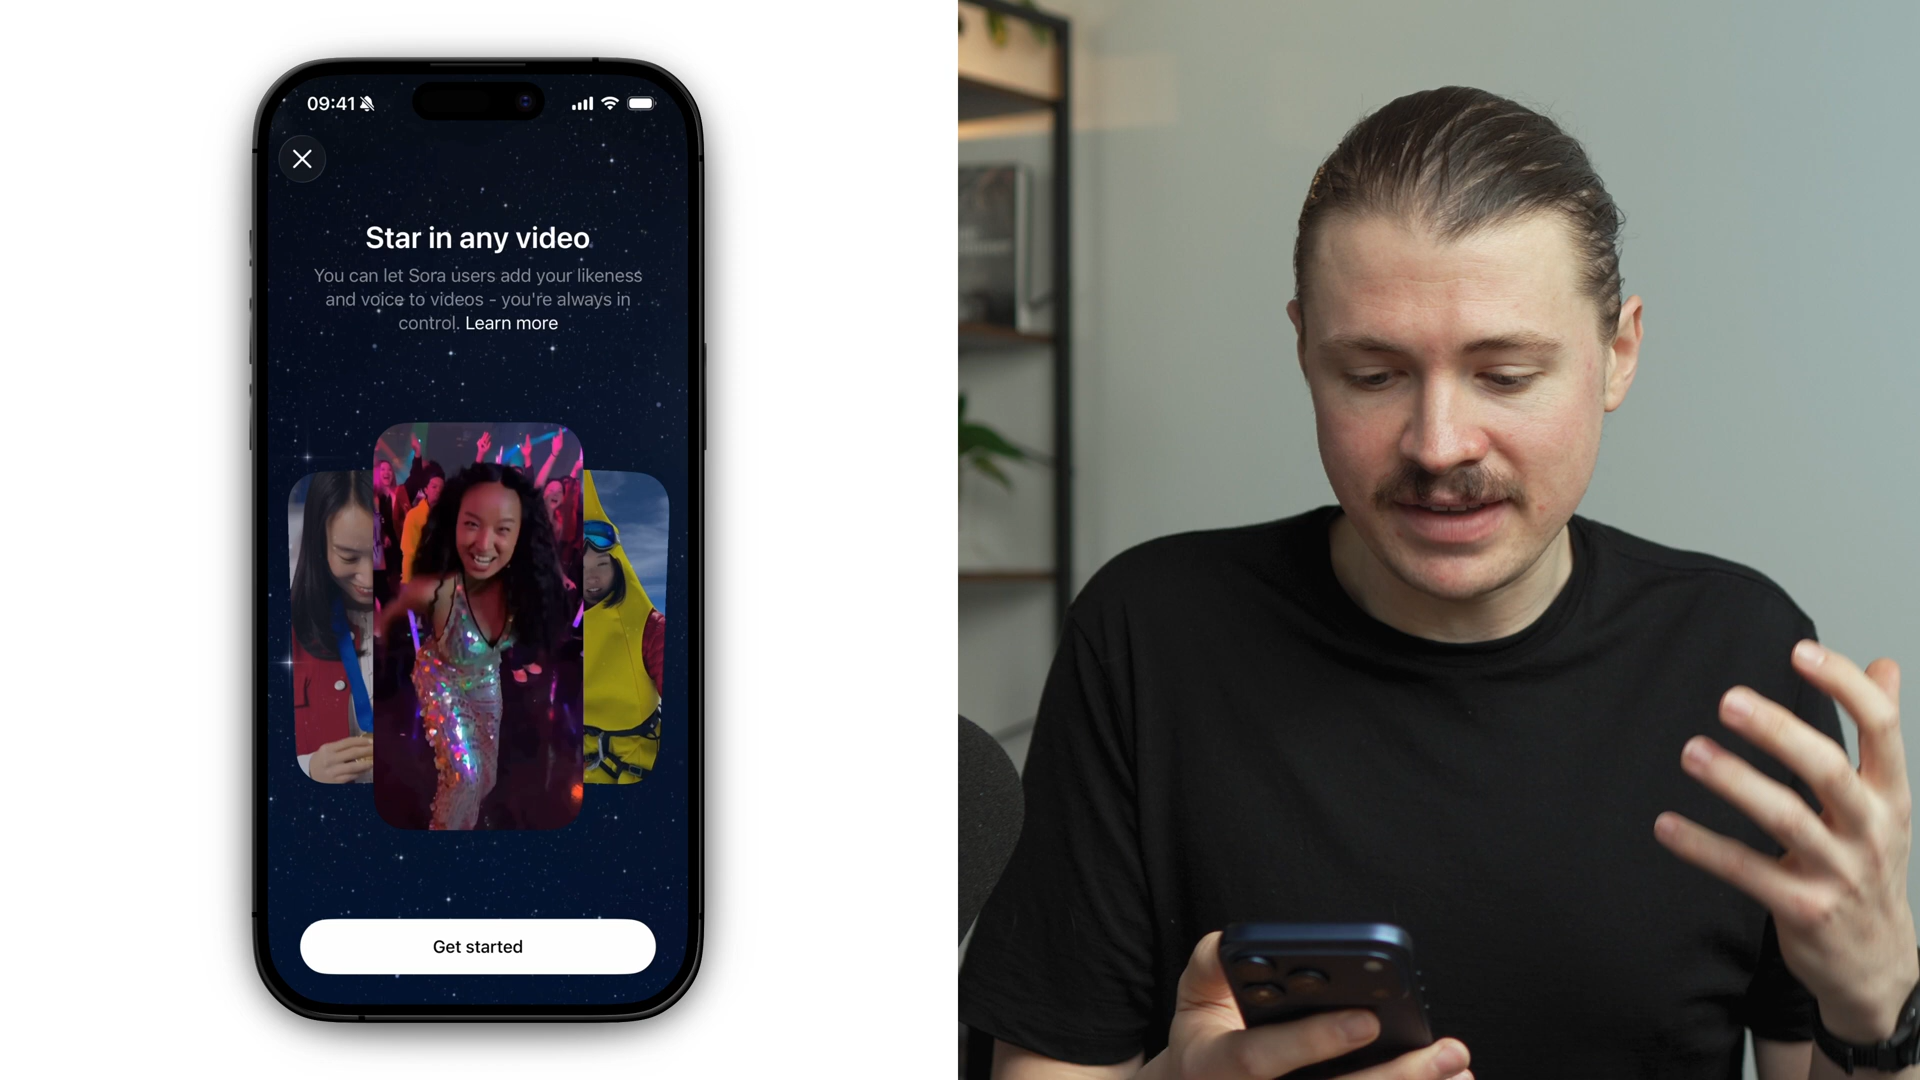 09:41
Star in any video
You can let Sora users add your likeness
and voice to videos - you're always in
control. Learn more
Get started